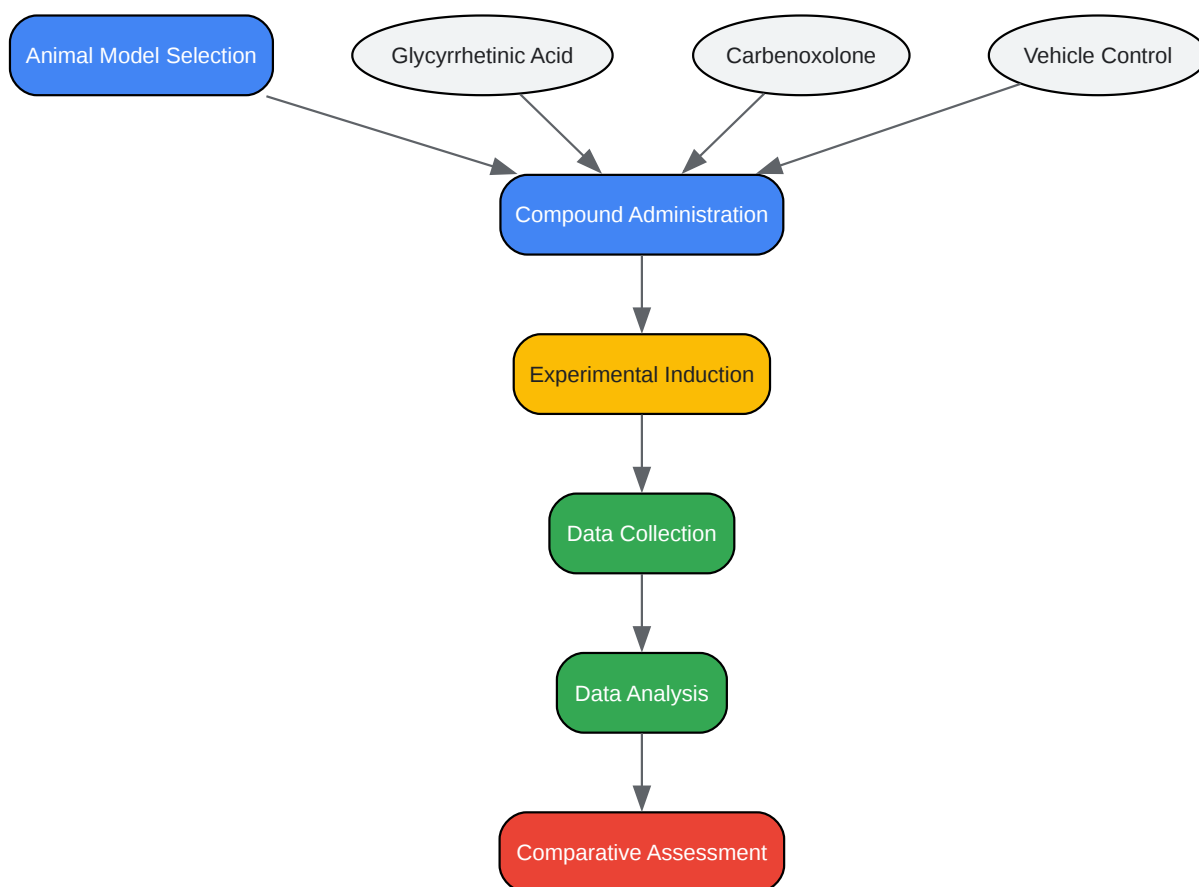 Animal Model Selection
Glycyrrhetinic Acid
Carbenoxolone
Vehicle Control
Compound Administration
Experimental Induction
Data Collection
Data Analysis
Comparative Assessment